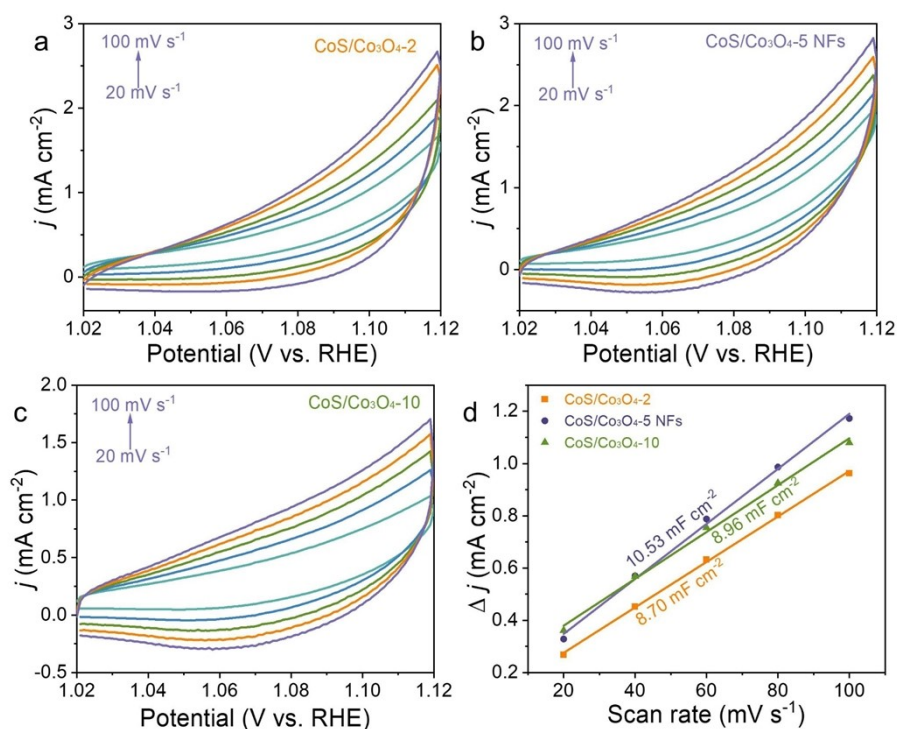 a
100 mV s⁻¹
20 mV s⁻¹
CoS/Co₃O₄-2
3
2
1
0
j (mA cm⁻²)
1.02 1.04 1.06 1.08 1.10 1.12
Potential (V vs. RHE)
b
100 mV s⁻¹
20 mV s⁻¹
CoS/Co₃O₄-5 NFs
3
2
1
0
j (mA cm⁻²)
1.02 1.04 1.06 1.08 1.10 1.12
Potential (V vs. RHE)
c
100 mV s⁻¹
20 mV s⁻¹
CoS/Co₃O₄-10
2.0
1.5
1.0
0.5
0.0
-0.5
j (mA cm⁻²)
1.02 1.04 1.06 1.08 1.10 1.12
Potential (V vs. RHE)
d
CoS/Co₃O₄-2
CoS/Co₃O₄-5 NFs
CoS/Co₃O₄-10
10.53 mF cm⁻²
8.96 mF cm⁻²
8.70 mF cm⁻²
1.2
1.0
0.8
0.6
0.4
0.2
Δ j (mA cm⁻²)
20 40 60 80 100
Scan rate (mV s⁻¹)